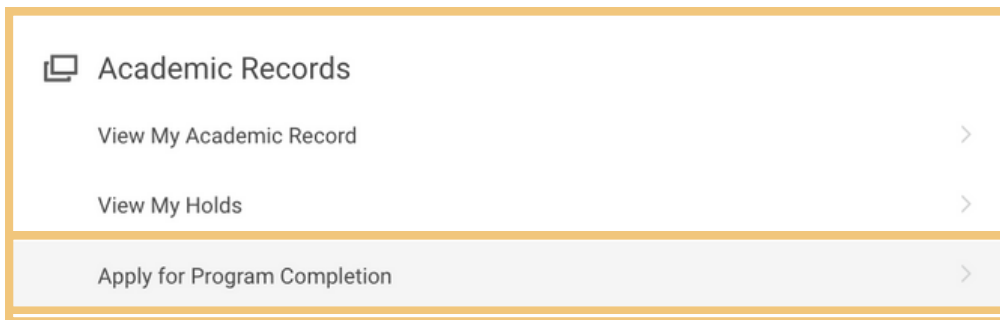 Academic Records
View My Academic Record
View My Holds
Apply for Program Completion